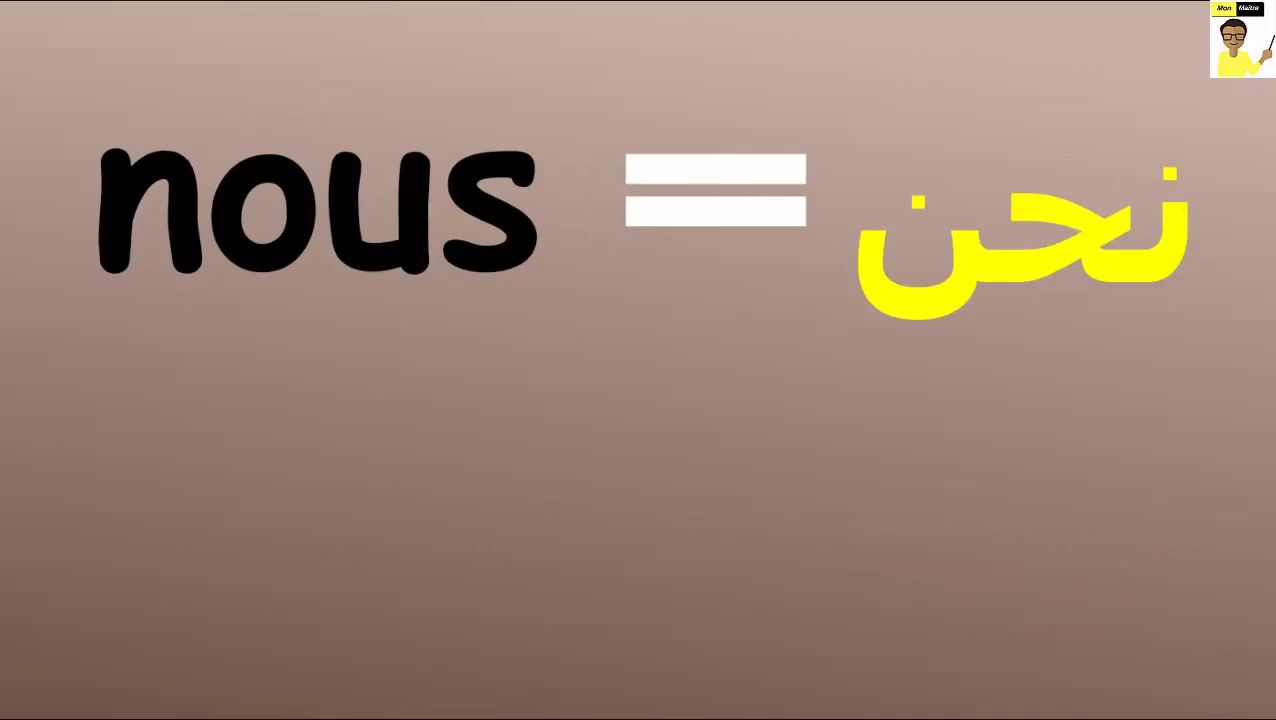 Mon Maître
nous = نحن